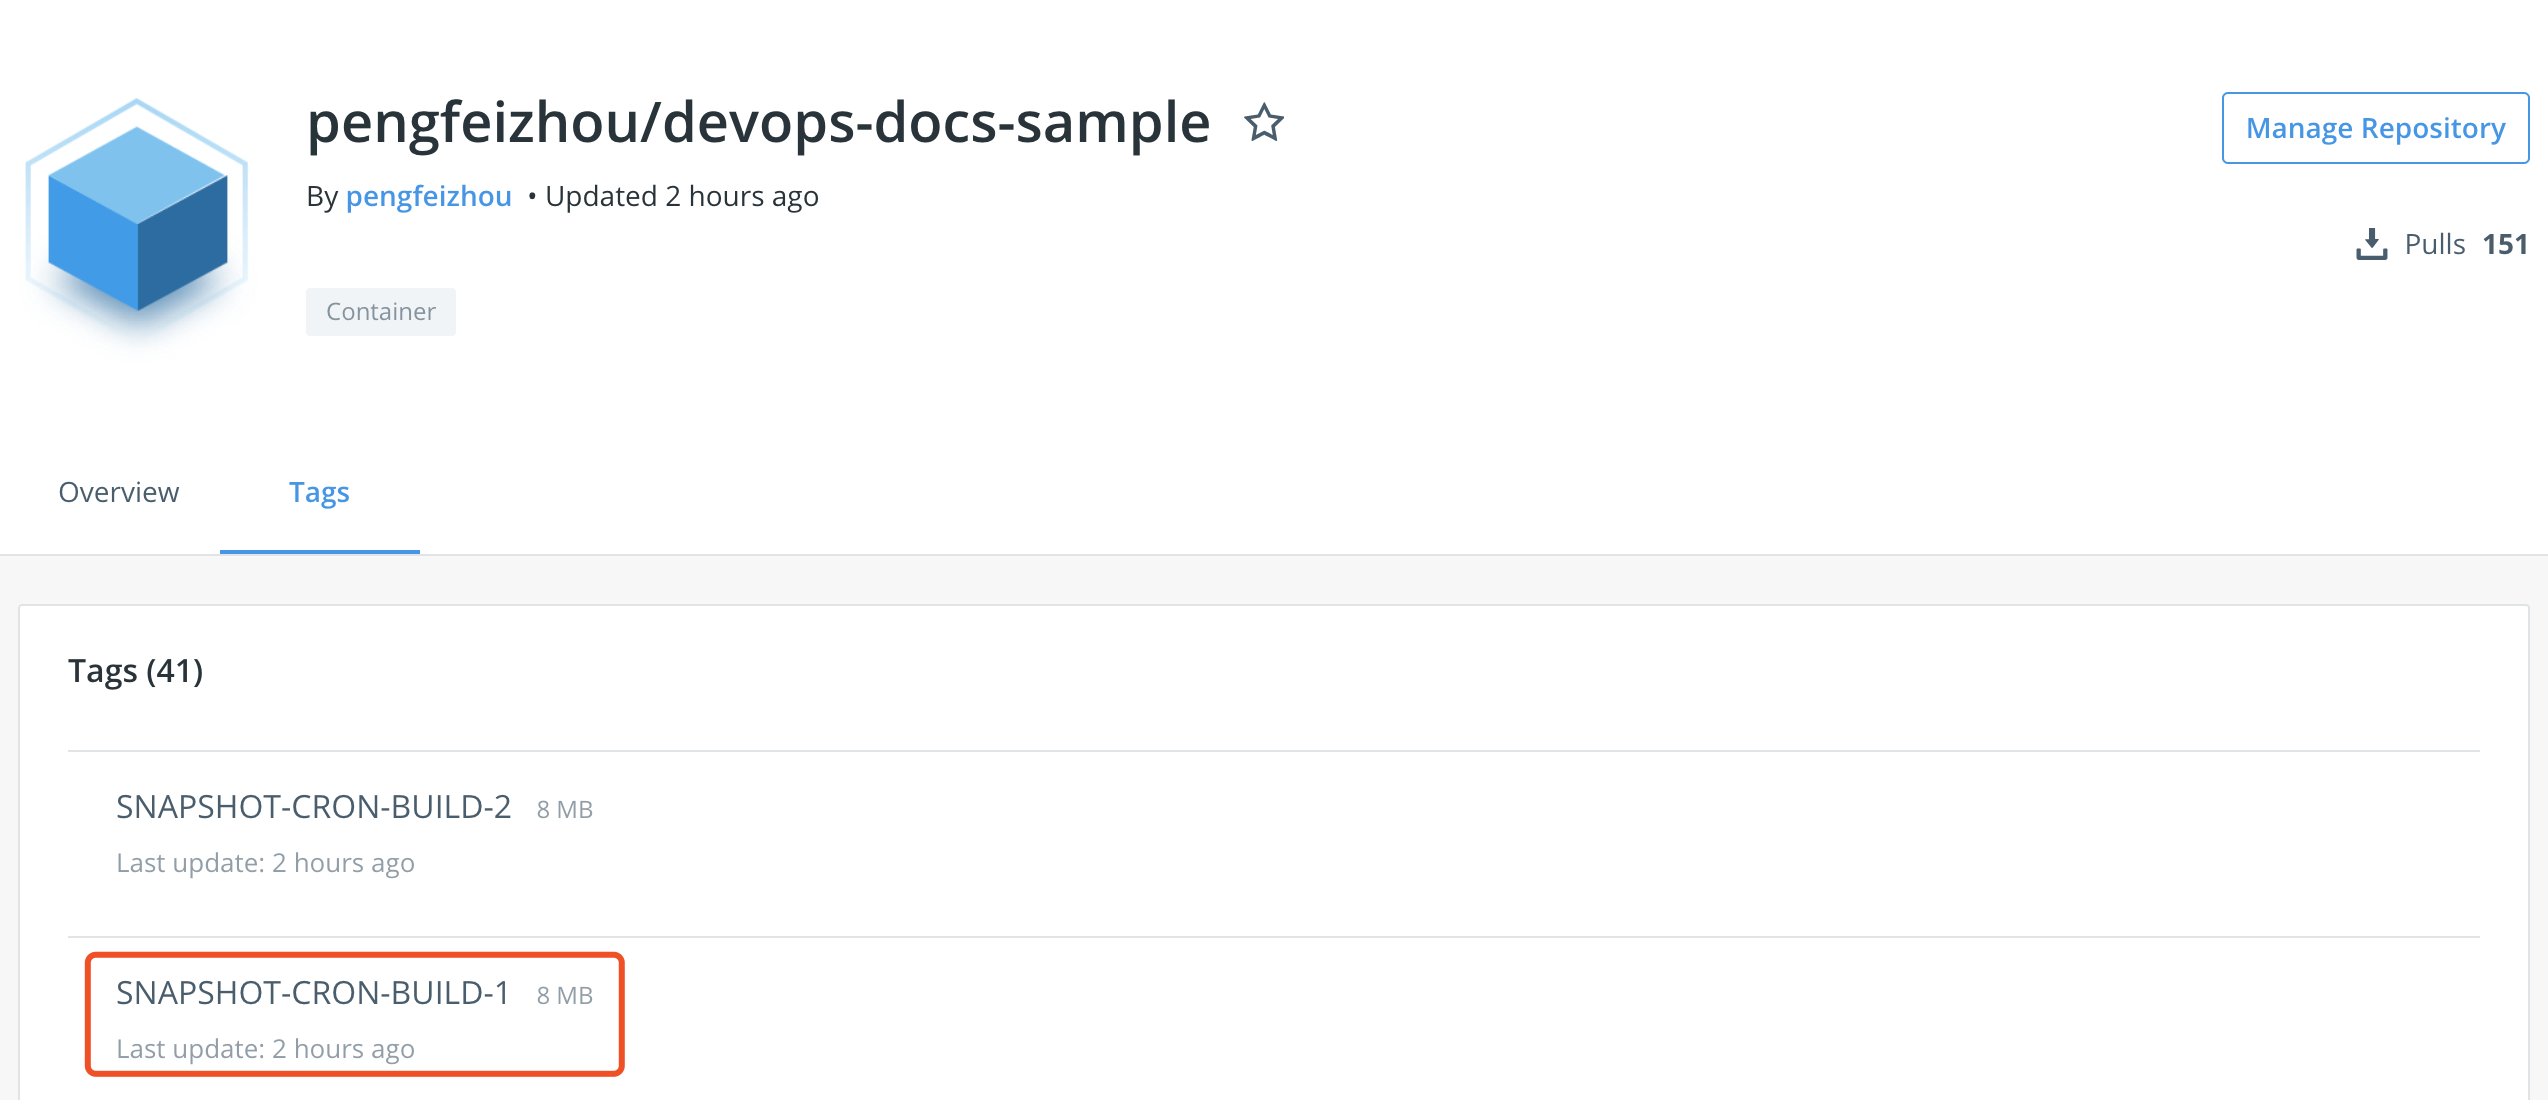 pengfeizhou/devops-docs-sample
Manage Repository
By pengfeizhou • Updated 2 hours ago
Pulls 151
Container
Overview Tags
Tags (41)
SNAPSHOT-CRON-BUILD-2 8 MB
Last update: 2 hours ago
SNAPSHOT-CRON-BUILD-1 8 MB
Last update: 2 hours ago